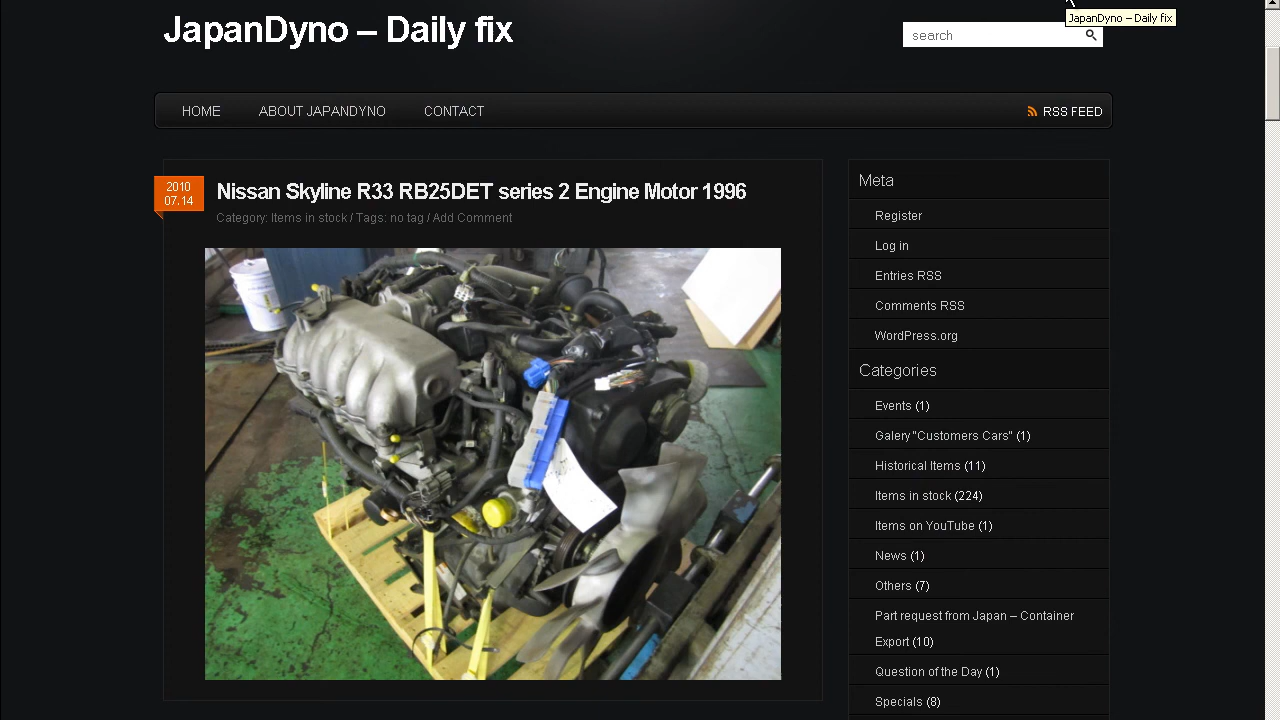 JapanDyno – Daily fix
JapanDyno – Daily fix
search
HOME
ABOUT JAPANDYNO
CONTACT
RSS FEED
2010
07.14
Nissan Skyline R33 RB25DET series 2 Engine Motor 1996
Category: Items in stock / Tags: no tag / Add Comment
Meta
Register
Log in
Entries RSS
Comments RSS
WordPress.org
Categories
Events (1)
Galery"Customers Cars" (1)
Historical Items (11)
Items in stock (224)
Items on YouTube (1)
News (1)
Others (7)
Part request from Japan – Container
Export (10)
Question of the Day (1)
Specials (8)